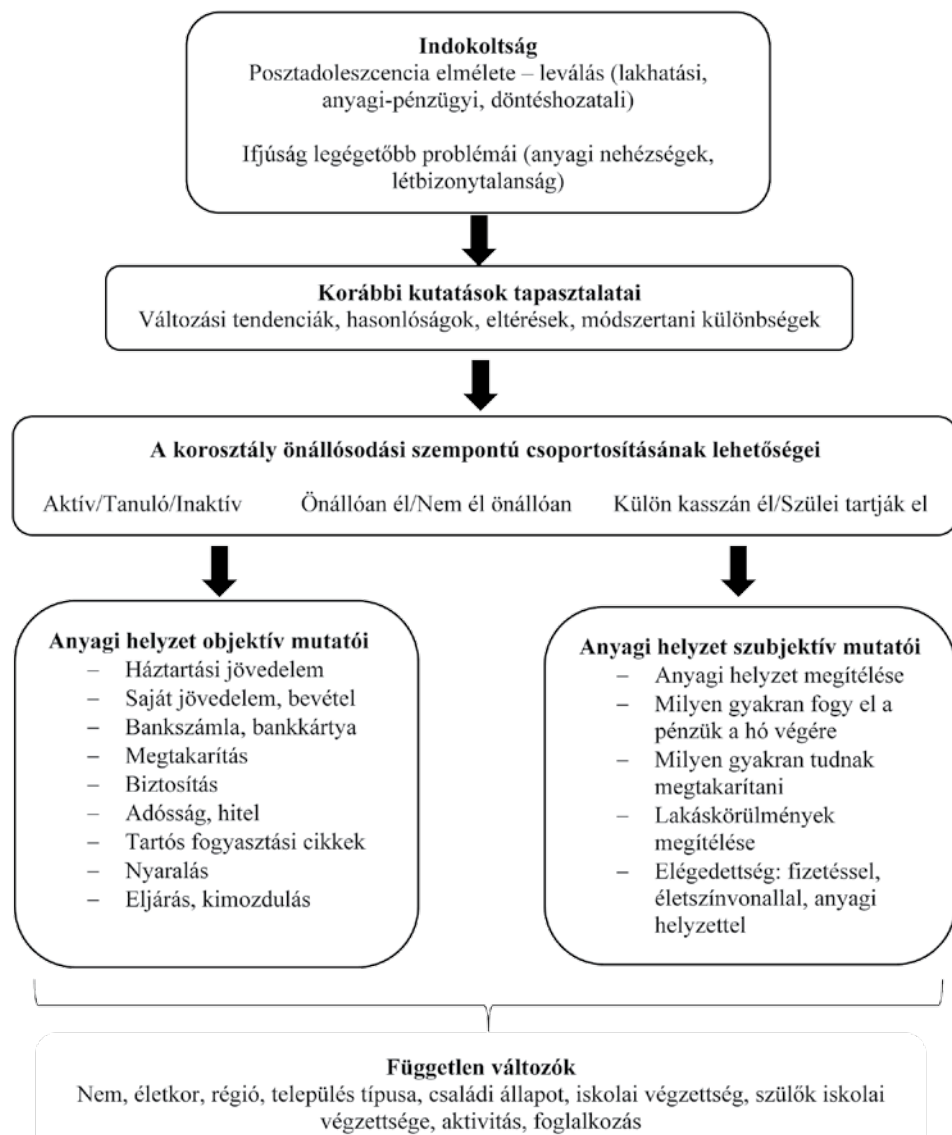 Indokoltság
Posztadoleszcencia elmélete – leválás (lakhatási,
anyagi-pénzügyi, döntéshozatali)
Ifjúság legégetőbb problémái (anyagi nehézségek,
létbizonytalanság)
Korábbi kutatások tapasztalatai
Változási tendenciák, hasonlóságok, eltérések, módszertani különbségek
A korosztály önállósodási szempontú csoportosításának lehetőségei
Aktív/Tanuló/Inaktív Önállóan él/Nem él önállóan Külön kasszán él/Szülei tartják el
Anyagi helyzet objektív mutatói
– Háztartási jövedelem
– Saját jövedelem, bevétel
– Bankszámla, bankkártya
– Megtakarítás
– Biztosítás
– Adósság, hitel
– Tartós fogyasztási cikkek
– Nyaralás
– Eljárás, kimozdulás
Anyagi helyzet szubjektív mutatói
– Anyagi helyzet megítélése
– Milyen gyakran fogy el a
pénzük a hó végére
– Milyen gyakran tudnak
megtakarítani
– Lakáskörülmények
megítélése
– Elégedettség: fizetéssel,
életszínvonallal, anyagi
helyzettel
Független változók
Nem, életkor, régió, település típusa, családi állapot, iskolai végzettség, szülők iskolai
végzettsége, aktivitás, foglalkozás